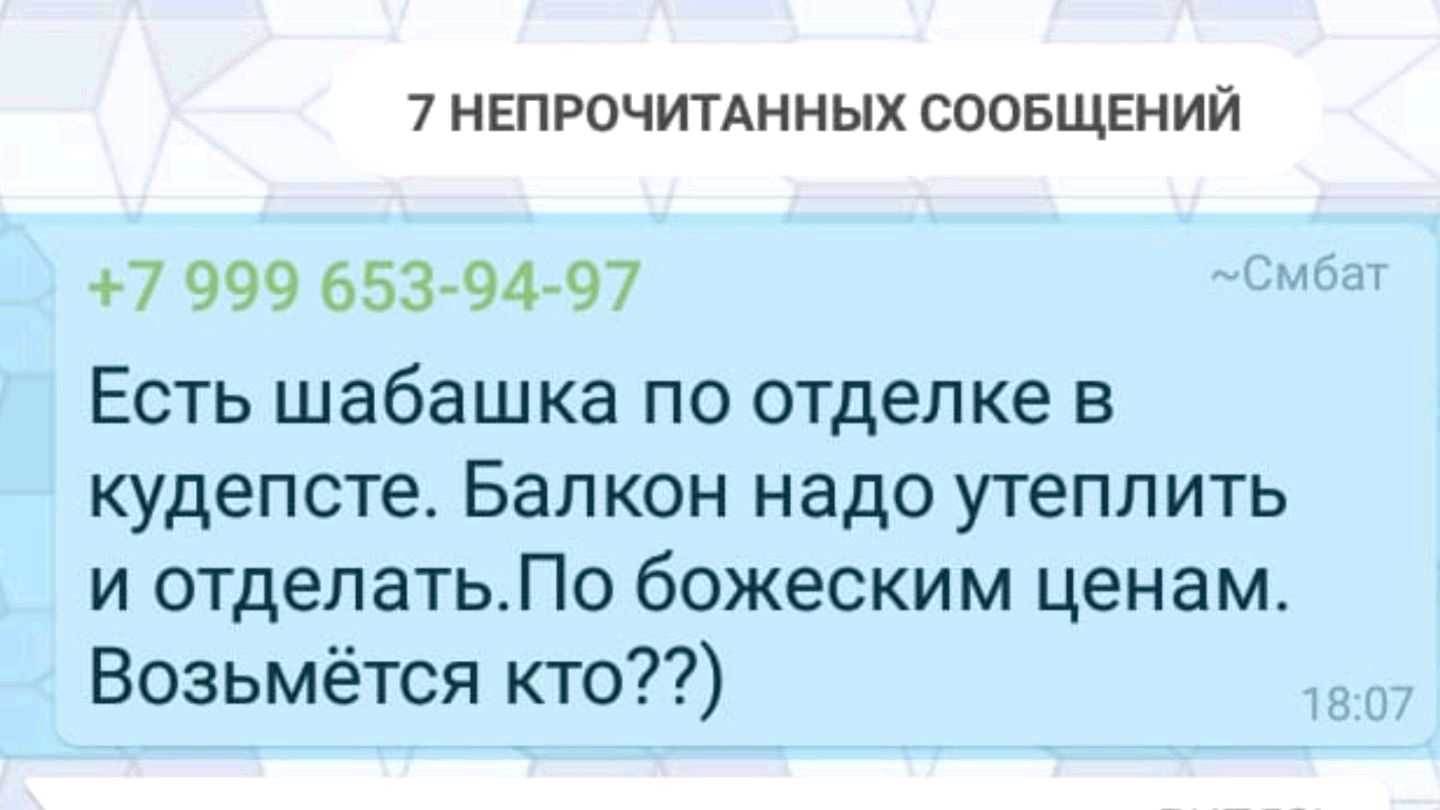 7 НЕПРОЧИТАННЫХ СООБЩЕНИЙ
+7 999 653-94-97 ~Смбат
Есть шабашка по отделке в
кудепсте. Балкон надо утеплить
и отделать.По божеским ценам.
Возьмётся кто??)
18:07